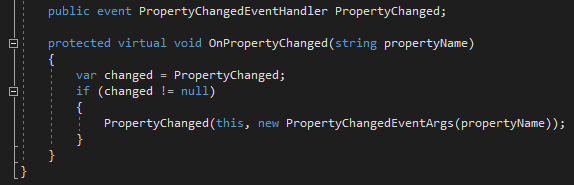 public event PropertyChangedEventHandler PropertyChanged;
protected virtual void OnPropertyChanged(string propertyName)
{
var changed = PropertyChanged;
if (changed != null)
{
PropertyChanged(this, new PropertyChangedEventArgs(propertyName));
}
}
}